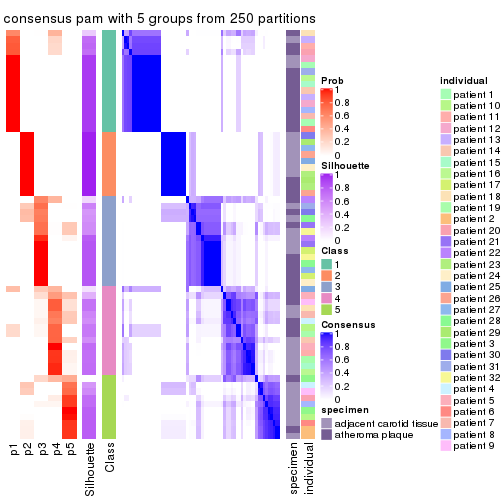 consensus pam with 5 groups from 250 partitions
p1
p2
p3
p4
p5
Silhouette
Class
specimen
individual
Prob
1
0.8
0.6
0.4
0.2
0
Silhouette
1
0.8
0.6
0.4
0.2
0
Class
1
2
3
4
5
Consensus
1
0.8
0.6
0.4
0.2
0
specimen
adjacent carotid tissue
atheroma plaque
individual
patient 1
patient 10
patient 11
patient 12
patient 13
patient 14
patient 15
patient 16
patient 17
patient 18
patient 19
patient 2
patient 20
patient 21
patient 22
patient 23
patient 24
patient 25
patient 26
patient 27
patient 28
patient 29
patient 3
patient 30
patient 31
patient 32
patient 4
patient 5
patient 6
patient 7
patient 8
patient 9